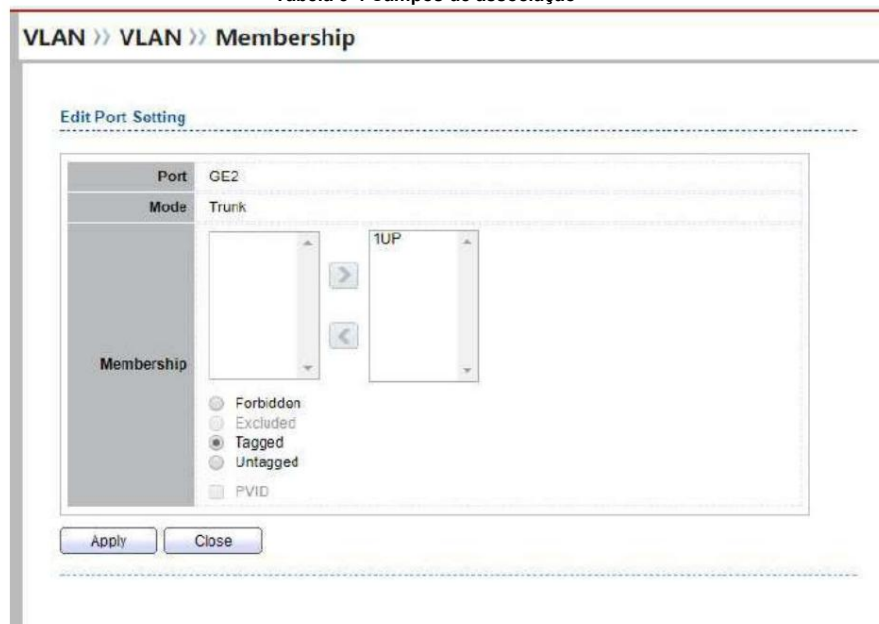 VLAN 》 VLAN 》 Membership
Edit Port Setting
Port GE2
Mode Trunk
Membership
1UP
Forbidden
Excluded
Tagged
Untagged
PVID
Apply Close